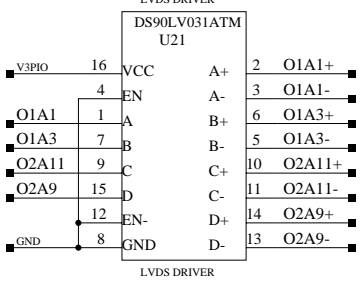 LVDS DRIVER
DS90LV031ATM
U21
V3PIO 16 VCC A+ 2 O1A1+
4 EN A- 3 O1A1-
O1A1 1 A B+ 6 O1A3+
O1A3 7 B B- 5 O1A3-
O2A11 9 C C+ 10 O2A11+
O2A9 15 D C- 11 O2A11-
12 EN- D+ 14 O2A9+
GND 8 GND D- 13 O2A9-
LVDS DRIVER